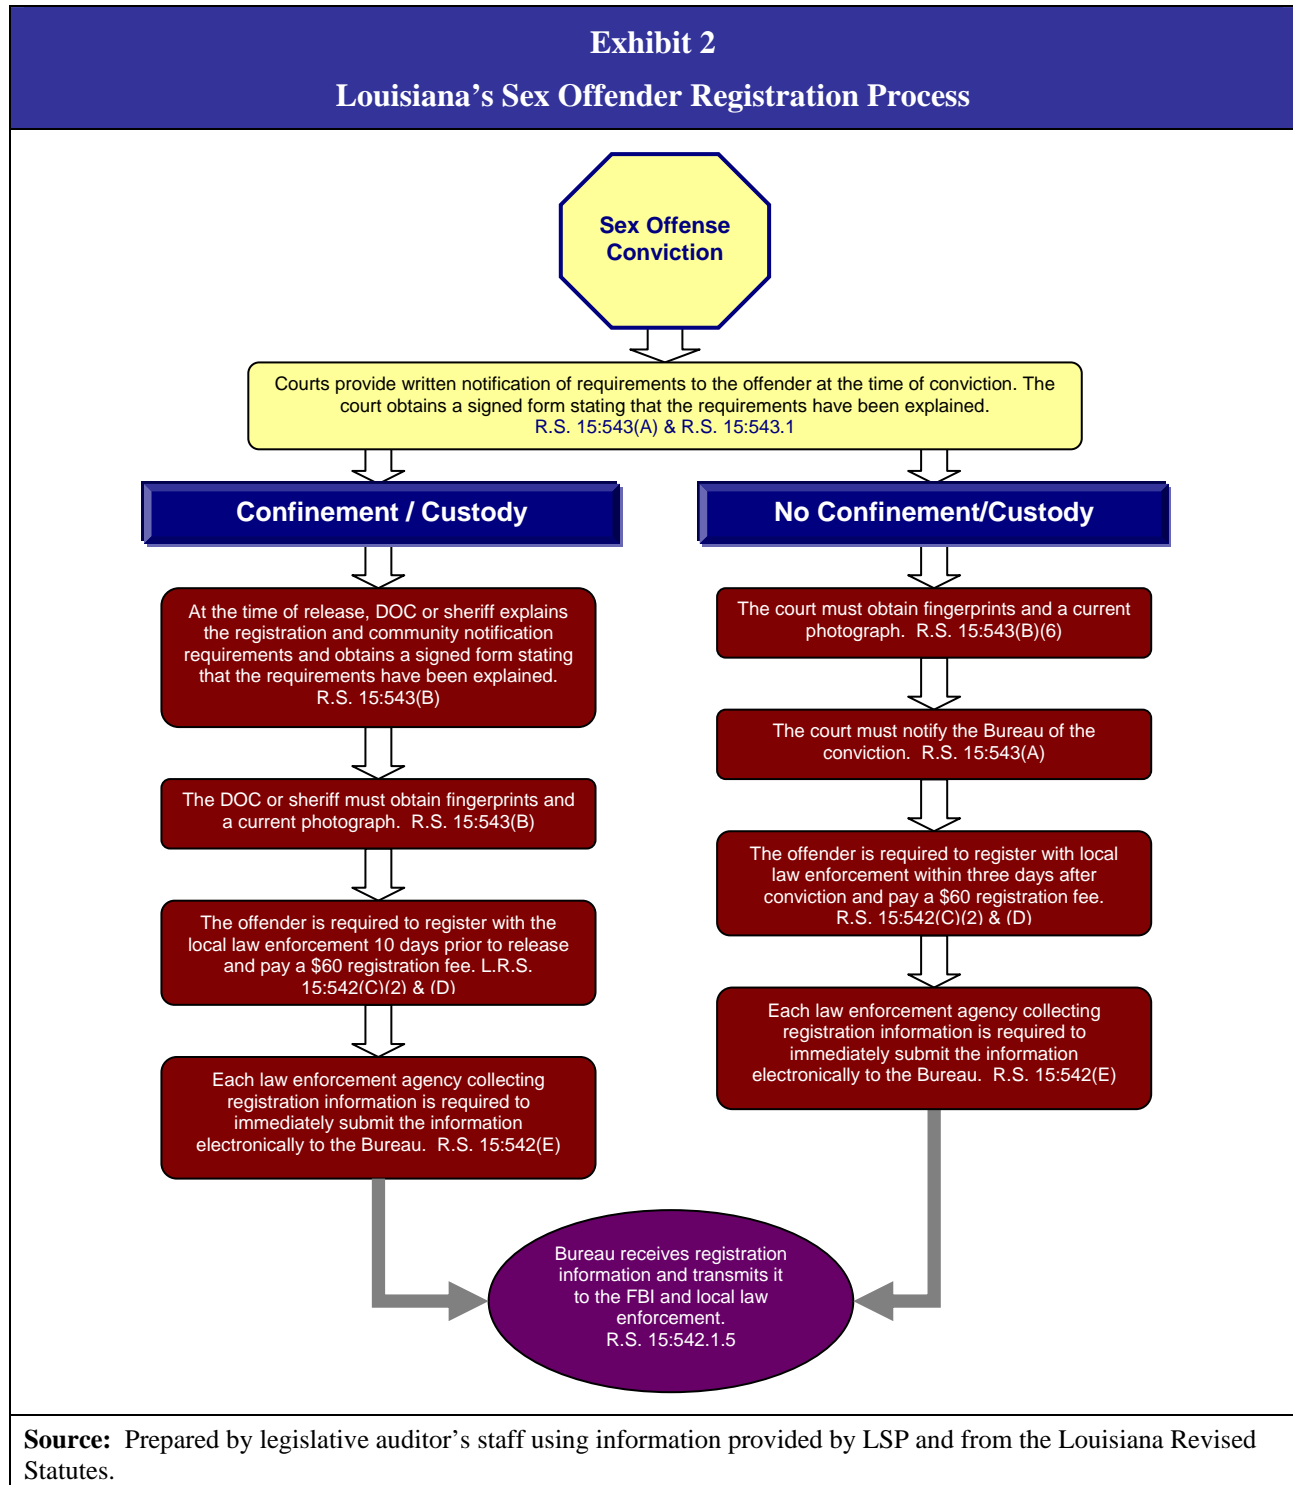 Exhibit 2
Louisiana's Sex Offender Registration Process
Sex Offense
Conviction
Courts provide written notification of requirements to the offender at the time of conviction. The
court obtains a signed form stating that the requirements have been explained.
R.S. 15:543(A) & R.S. 15:543.1
Confinement / Custody
At the time of release, DOC or sheriff explains
the registration and community notification
requirements and obtains a signed form stating
that the requirements have been explained.
R.S. 15:543(B)
The DOC or sheriff must obtain fingerprints and
a current photograph.  R.S. 15:543(B)
The offender is required to register with the
local law enforcement 10 days prior to release
and pay a $60 registration fee. L.R.S.
15:542(C)(2) & (D)
Each law enforcement agency collecting
registration information is required to
immediately submit the information
electronically to the Bureau.  R.S. 15:542(E)
No Confinement/Custody
The court must obtain fingerprints and a current
photograph.  R.S. 15:543(B)(6)
The court must notify the Bureau of the
conviction.  R.S. 15:543(A)
The offender is required to register with local
law enforcement within three days after
conviction and pay a $60 registration fee.
R.S. 15:542(C)(2) & (D)
Each law enforcement agency collecting
registration information is required to
immediately submit the information
electronically to the Bureau.  R.S. 15:542(E)
Bureau receives registration
information and transmits it
to the FBI and local law
enforcement.
R.S. 15:542.1.5
Source:  Prepared by legislative auditor's staff using information provided by LSP and from the Louisiana Revised
Statutes.